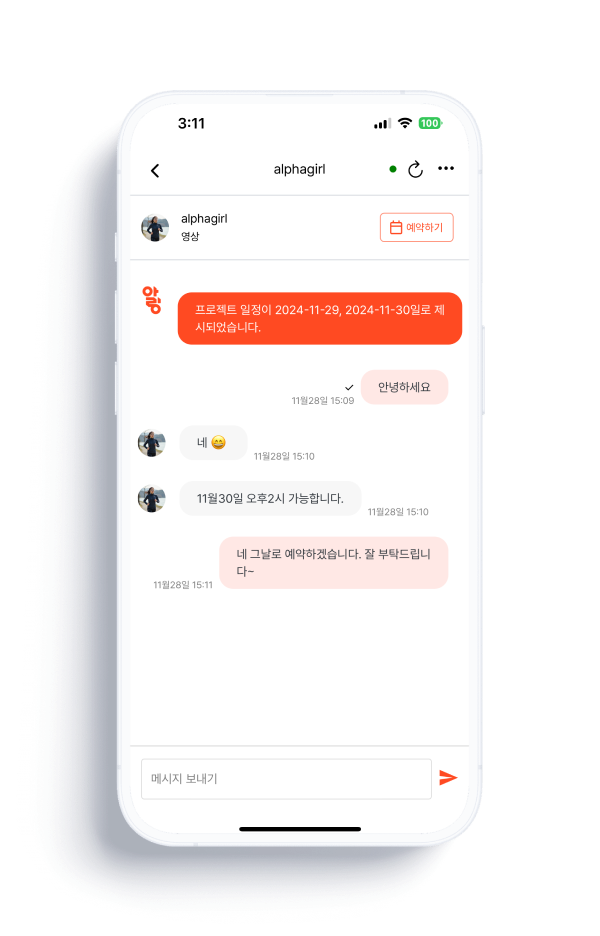 3:11
100
alphagirl
alphagirl
영상
예약하기
알링
프로젝트 일정이 2024-11-29, 2024-11-30일로 제
시되었습니다.
안녕하세요
11월28일 15:09
네 😄
11월28일 15:10
11월30일 오후2시 가능합니다.
11월28일 15:10
네 그날로 예약하겠습니다. 잘 부탁드립니
다~
11월28일 15:11
메시지 보내기